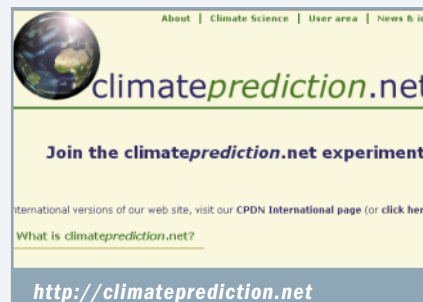 About | Climate Science | User area | News &
climateprediction.net
Join the climateprediction.net experiment
nternational versions of our web site, visit our CPDN International page (or click her
What is climateprediction.net?
http://climateprediction.net